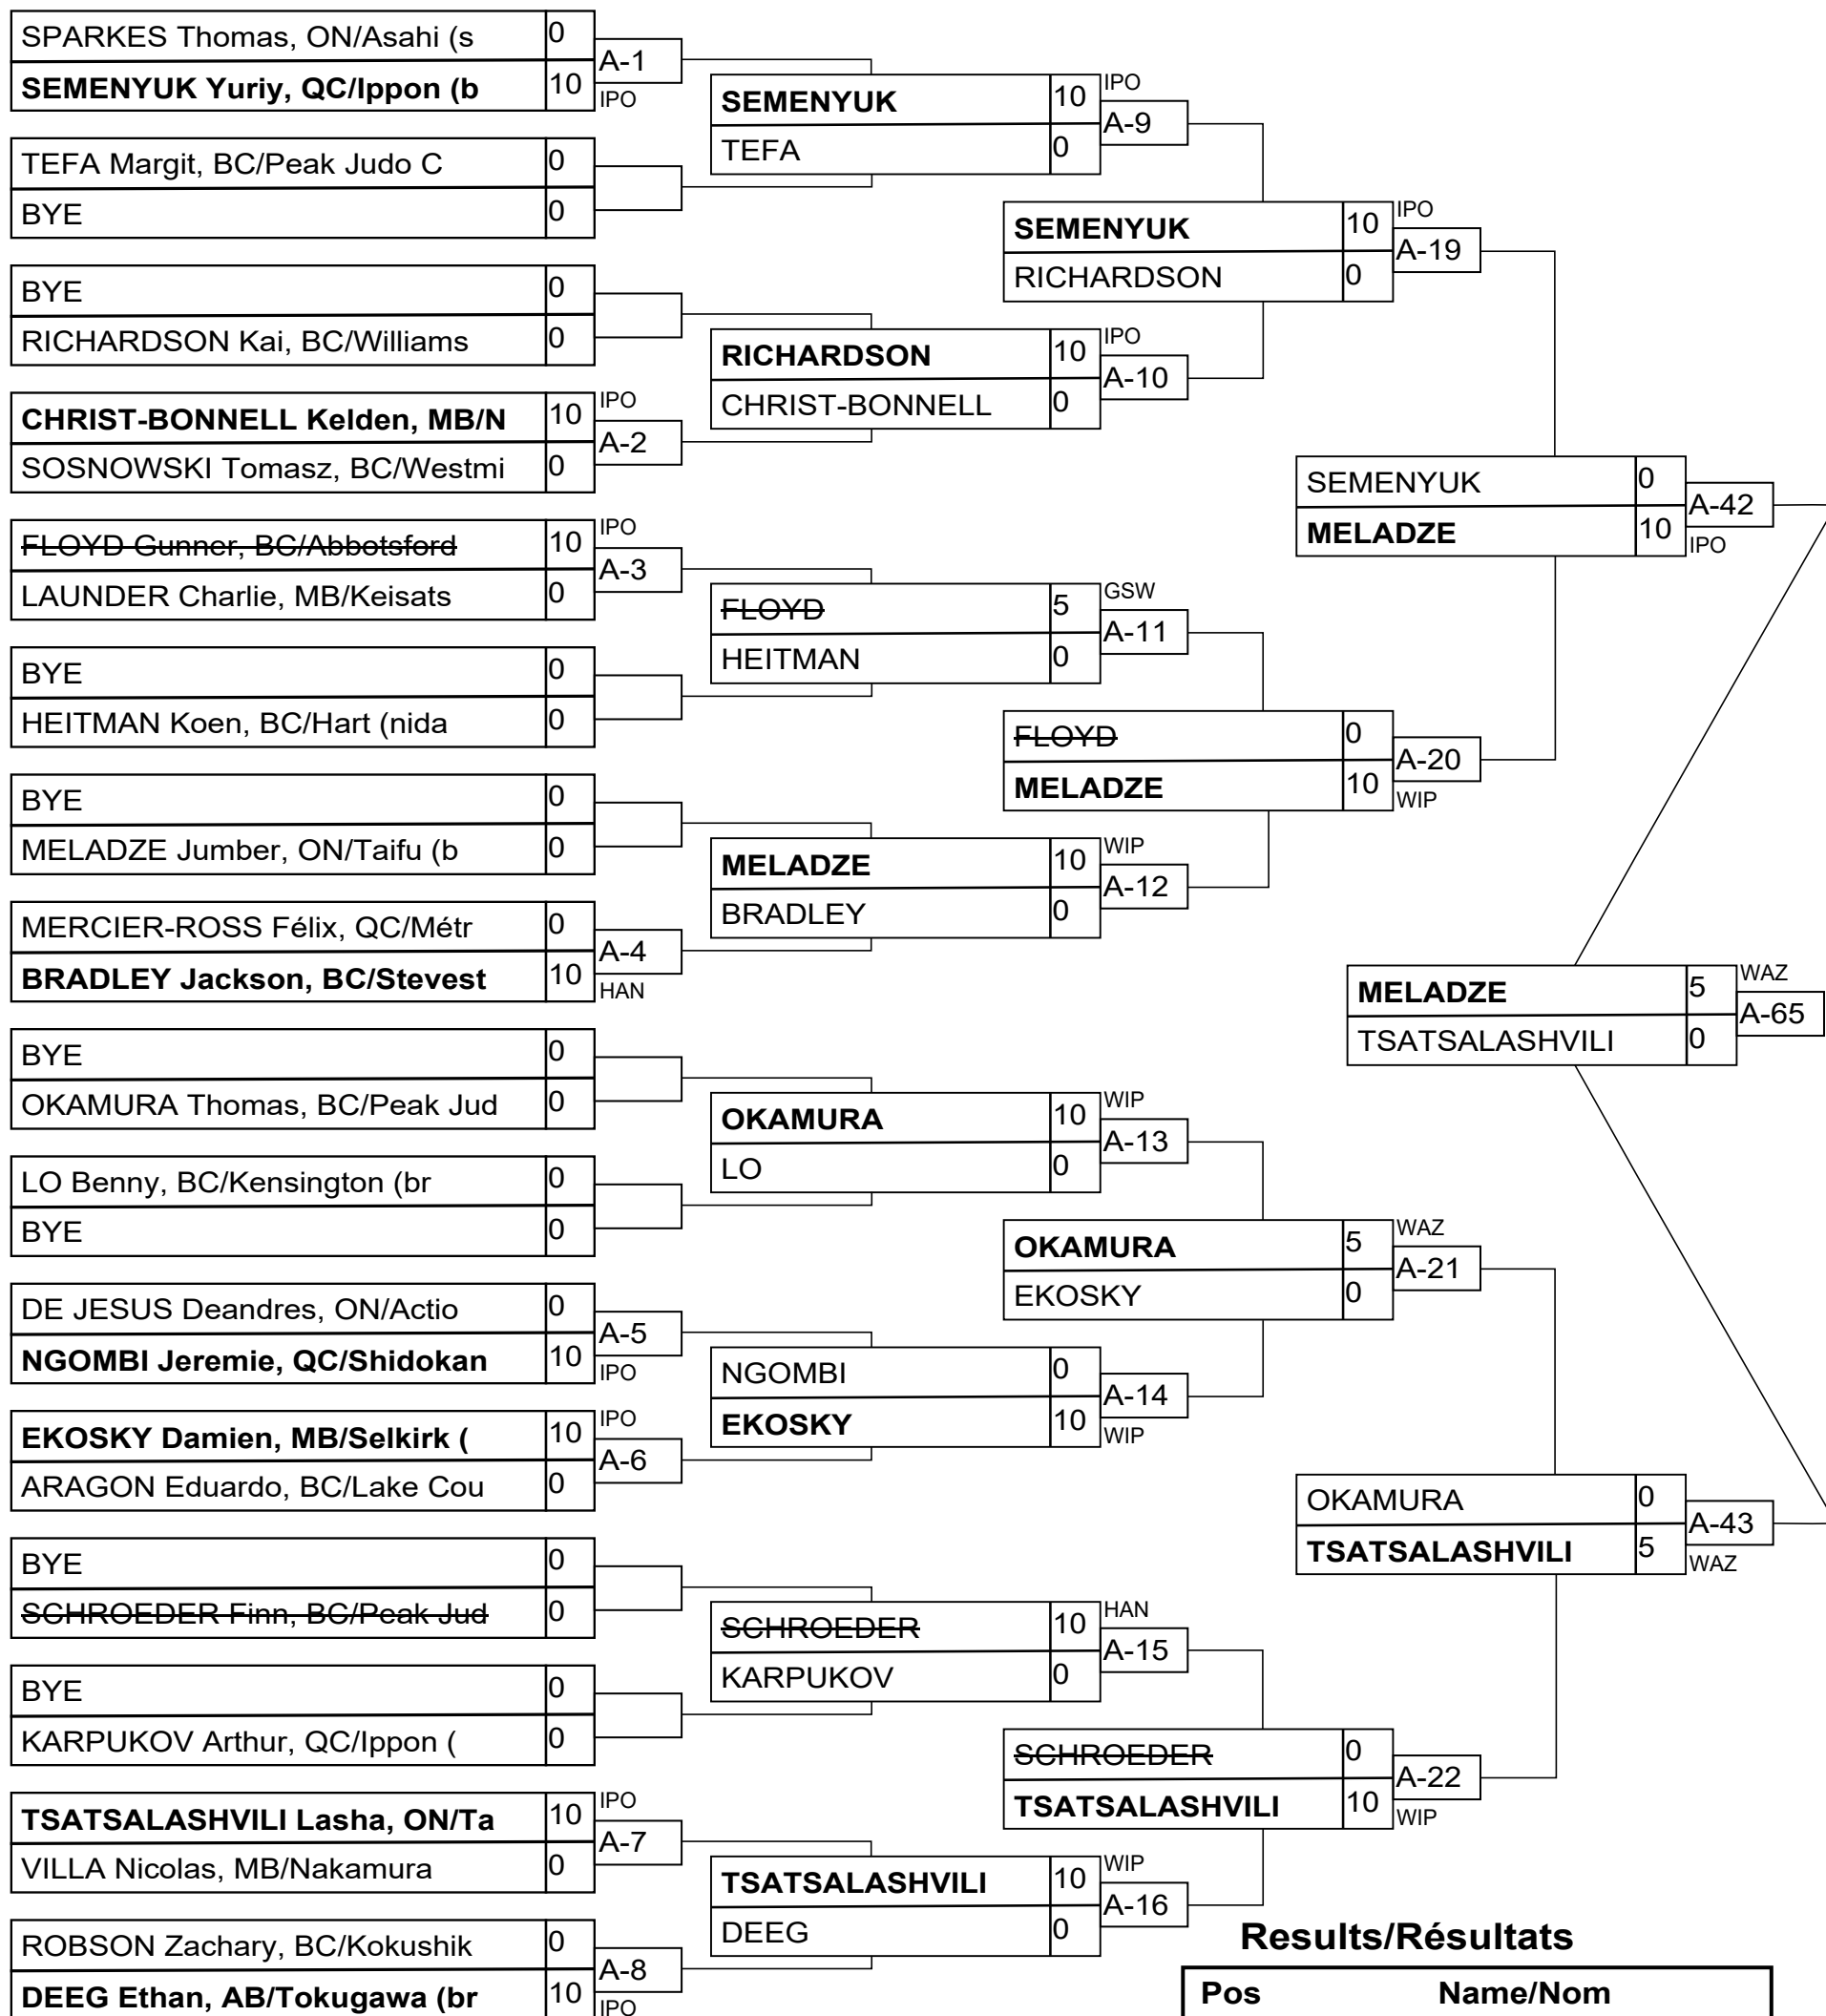 SPARKES Thomas, ON/Asahi (s 0
A-1
SEMENYUK Yuriy, QC/Ippon (b 10
IPO
TEFA Margit, BC/Peak Judo C 0
BYE 0
BYE 0
RICHARDSON Kai, BC/Williams 0
CHRIST-BONNELL Kelden, MB/N 10
IPO
A-2
SOSNOWSKI Tomasz, BC/Westmi 0
FLOYD Gunner, BC/Abbotsford 10
IPO
A-3
LAUNDER Charlie, MB/Keisats 0
BYE 0
HEITMAN Koen, BC/Hart (nida 0
BYE 0
MELADZE Jumber, ON/Taifu (b 0
MERCIER-ROSS Félix, QC/Métr 0
A-4
BRADLEY Jackson, BC/Stevest 10
HAN
BYE 0
OKAMURA Thomas, BC/Peak Jud 0
LO Benny, BC/Kensington (br 0
BYE 0
DE JESUS Deandres, ON/Actio 0
A-5
NGOMBI Jeremie, QC/Shidokan 10
IPO
EKOSKY Damien, MB/Selkirk ( 10
IPO
A-6
ARAGON Eduardo, BC/Lake Cou 0
BYE 0
SCHROEDER Finn, BC/Peak Jud 0
BYE 0
KARPUKOV Arthur, QC/Ippon ( 0
TSATSALASHVILI Lasha, ON/Ta 10
IPO
A-7
VILLA Nicolas, MB/Nakamura 0
ROBSON Zachary, BC/Kokushik 0
A-8
DEEG Ethan, AB/Tokugawa (br 10
IPO
SEMENYUK 10
IPO
A-9
TEFA 0
RICHARDSON 10
IPO
A-10
CHRIST-BONNELL 0
FLOYD 5
GSW
A-11
HEITMAN 0
MELADZE 10
WIP
A-12
BRADLEY 0
OKAMURA 10
WIP
A-13
LO 0
NGOMBI 0
A-14
EKOSKY 10
WIP
SCHROEDER 10
HAN
A-15
KARPUKOV 0
TSATSALASHVILI 10
WIP
A-16
DEEG 0
SEMENYUK 10
IPO
A-19
RICHARDSON 0
FLOYD 0
A-20
MELADZE 10
WIP
OKAMURA 5
WAZ
A-21
EKOSKY 0
SCHROEDER 0
A-22
TSATSALASHVILI 10
WIP
SEMENYUK 0
A-42
MELADZE 10
IPO
OKAMURA 0
A-43
TSATSALASHVILI 5
WAZ
MELADZE 5
WAZ
A-65
TSATSALASHVILI 0
Results/Résultats
Pos Name/Nom